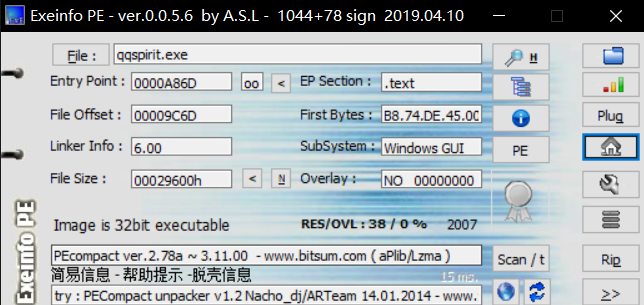 Exeinfo PE - ver.0.0.5.6 by A.S.L - 1044+78 sign 2019.04.10
File : qqspirit.exe H
Entry Point : 0000A86D oo < EP Section : .text
File Offset : 00009C6D First Bytes : B8.74.DE.45.00 Plug
Linker Info : 6.00 SubSystem : Windows GUI PE
File Size : 00029600h < N Overlay : NO 00000000
Image is 32bit executable RES/OVL : 38 / 0 % 2007
Exeinfo PE
PEcompact ver.2.78a ~ 3.11.00 - www.bitsum.com ( aPlib/Lzma ) Scan / t Rip
简易信息 - 帮助提示 -脱壳信息 15 ms.
try : PECompact unpacker v1.2 Nacho_dj/ARTeam 14.01.2014 - www. >>